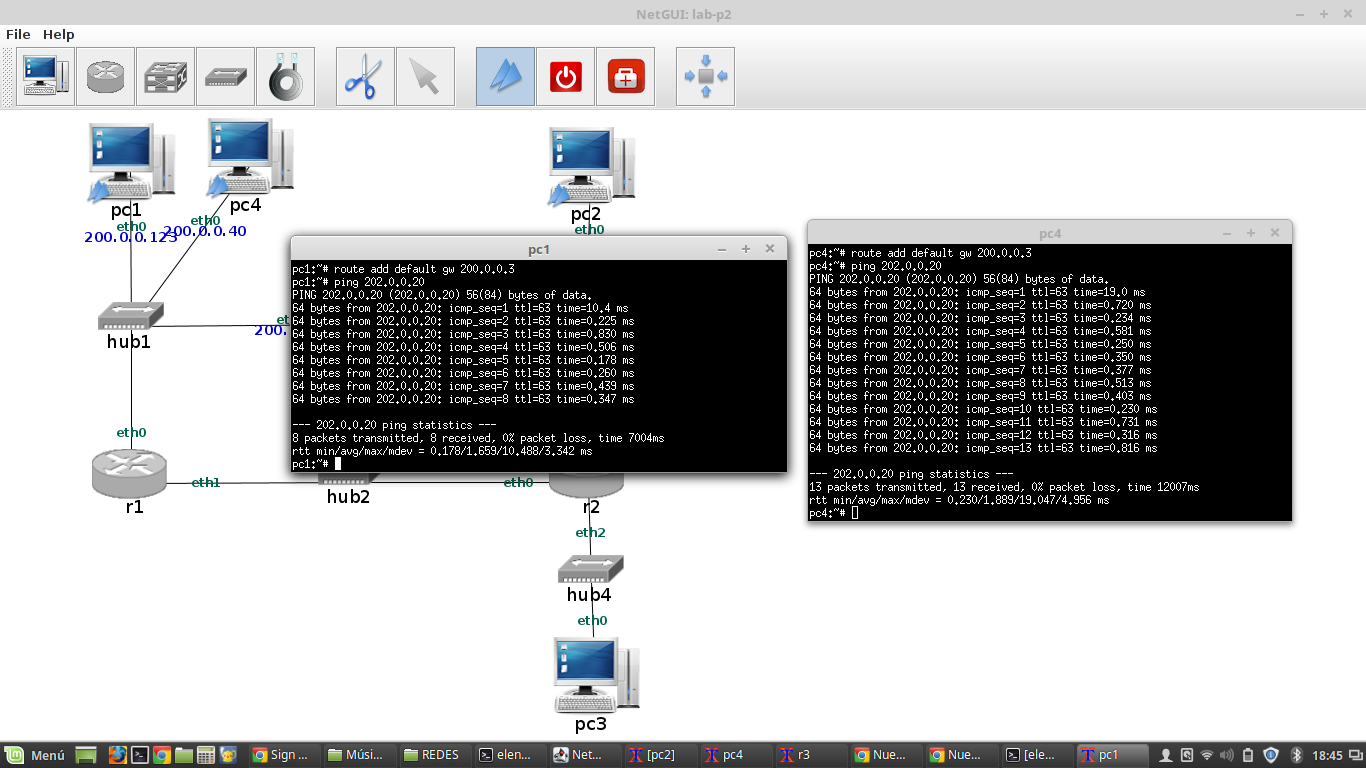 NetGUI: lab-p2
File Help
pc1
pc4
pc2
eth0
eth0
eth0
200.0.0.123
200.0.0.40
hub1
200.
eth0
r1
eth1
hub2
eth0
r2
eth2
hub4
eth0
pc3
pc1
pc1:~# route add default gw 200.0.0.3
pc1:~# ping 202.0.0.20
PING 202.0.0.20 (202.0.0.20) 56(84) bytes of data.
64 bytes from 202.0.0.20: icmp_seq=1 ttl=63 time=10.4 ms
64 bytes from 202.0.0.20: icmp_seq=2 ttl=63 time=0.225 ms
64 bytes from 202.0.0.20: icmp_seq=3 ttl=63 time=0.830 ms
64 bytes from 202.0.0.20: icmp_seq=4 ttl=63 time=0.506 ms
64 bytes from 202.0.0.20: icmp_seq=5 ttl=63 time=0.178 ms
64 bytes from 202.0.0.20: icmp_seq=6 ttl=63 time=0.260 ms
64 bytes from 202.0.0.20: icmp_seq=7 ttl=63 time=0.439 ms
64 bytes from 202.0.0.20: icmp_seq=8 ttl=63 time=0.347 ms
--- 202.0.0.20 ping statistics ---
8 packets transmitted, 8 received, 0% packet loss, time 7004ms
rtt min/avg/max/mdev = 0.178/1.659/10.488/3.342 ms
pc1:~#
pc4
pc4:~# route add default gw 200.0.0.3
pc4:~# ping 202.0.0.20
PING 202.0.0.20 (202.0.0.20) 56(84) bytes of data.
64 bytes from 202.0.0.20: icmp_seq=1 ttl=63 time=19.0 ms
64 bytes from 202.0.0.20: icmp_seq=2 ttl=63 time=0.720 ms
64 bytes from 202.0.0.20: icmp_seq=3 ttl=63 time=0.234 ms
64 bytes from 202.0.0.20: icmp_seq=4 ttl=63 time=0.581 ms
64 bytes from 202.0.0.20: icmp_seq=5 ttl=63 time=0.250 ms
64 bytes from 202.0.0.20: icmp_seq=6 ttl=63 time=0.350 ms
64 bytes from 202.0.0.20: icmp_seq=7 ttl=63 time=0.377 ms
64 bytes from 202.0.0.20: icmp_seq=8 ttl=63 time=0.513 ms
64 bytes from 202.0.0.20: icmp_seq=9 ttl=63 time=0.403 ms
64 bytes from 202.0.0.20: icmp_seq=10 ttl=63 time=0.230 ms
64 bytes from 202.0.0.20: icmp_seq=11 ttl=63 time=0.731 ms
64 bytes from 202.0.0.20: icmp_seq=12 ttl=63 time=0.316 ms
64 bytes from 202.0.0.20: icmp_seq=13 ttl=63 time=0.816 ms
--- 202.0.0.20 ping statistics ---
13 packets transmitted, 13 received, 0% packet loss, time 12007ms
rtt min/avg/max/mdev = 0.230/1.889/19.047/4.956 ms
pc4:~#
Menú Sign ... Músi... REDES elen... Net... [pc2] pc4 r3 Nue... Nue... [ele... pc1 18:45